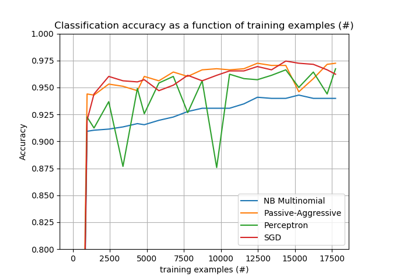 Classification accuracy as a function of training examples (#)
1.000
0.975
0.950
0.925
0.900
0.875
0.850
0.825
0.800
Accuracy
NB Multinomial
Passive-Aggressive
Perceptron
SGD
0 2500 5000 7500 10000 12500 15000 17500
training examples (#)